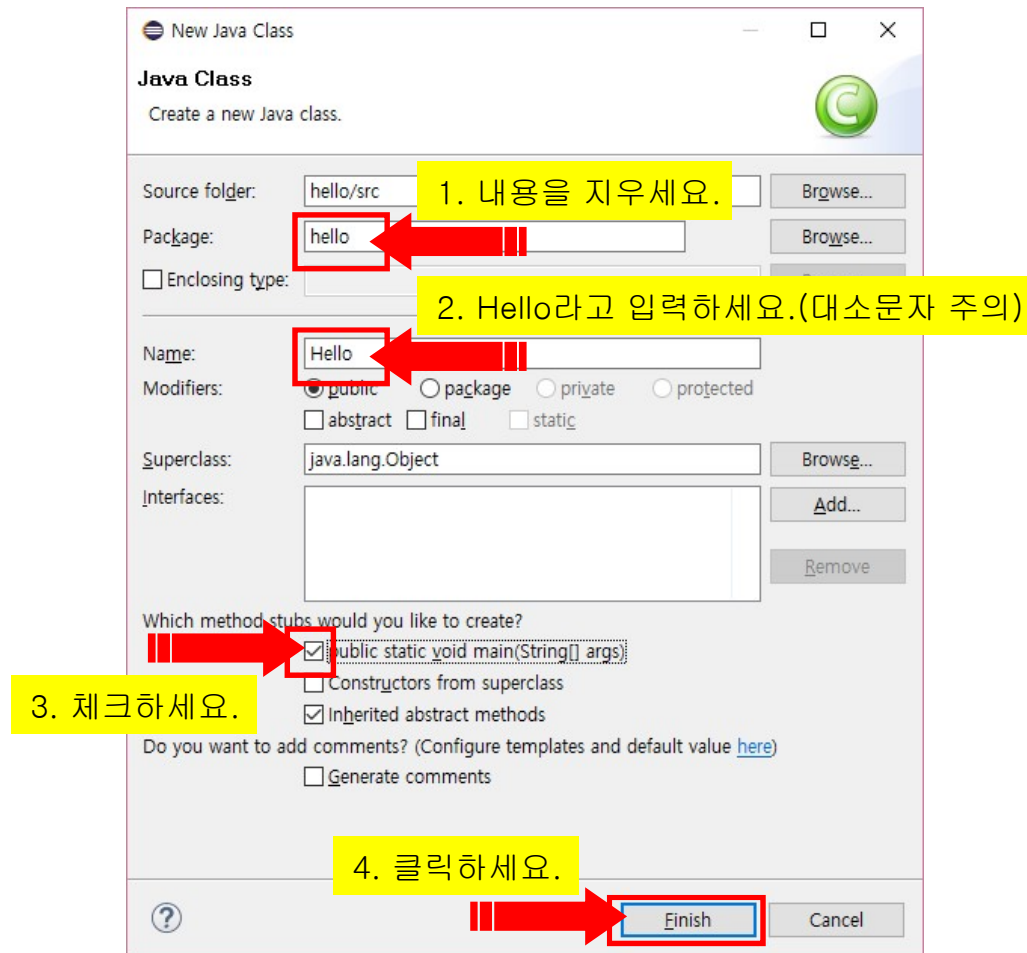 New Java Class
Java Class
Create a new Java class.
Source folder: hello/src Browse...
1. 내용을 지우세요.
Package: hello Browse...
Enclosing type:
2. Hello라고 입력하세요.(대소문자 주의)
Name: Hello
Modifiers: public package private protected
abstract final static
Superclass: java.lang.Object Browse...
Interfaces: Add...
Remove
Which method stubs would you like to create?
public static void main(String[] args)
Constructors from superclass
3. 체크하세요.
Inherited abstract methods
Do you want to add comments? (Configure templates and default value here)
Generate comments
4. 클릭하세요.
Finish Cancel